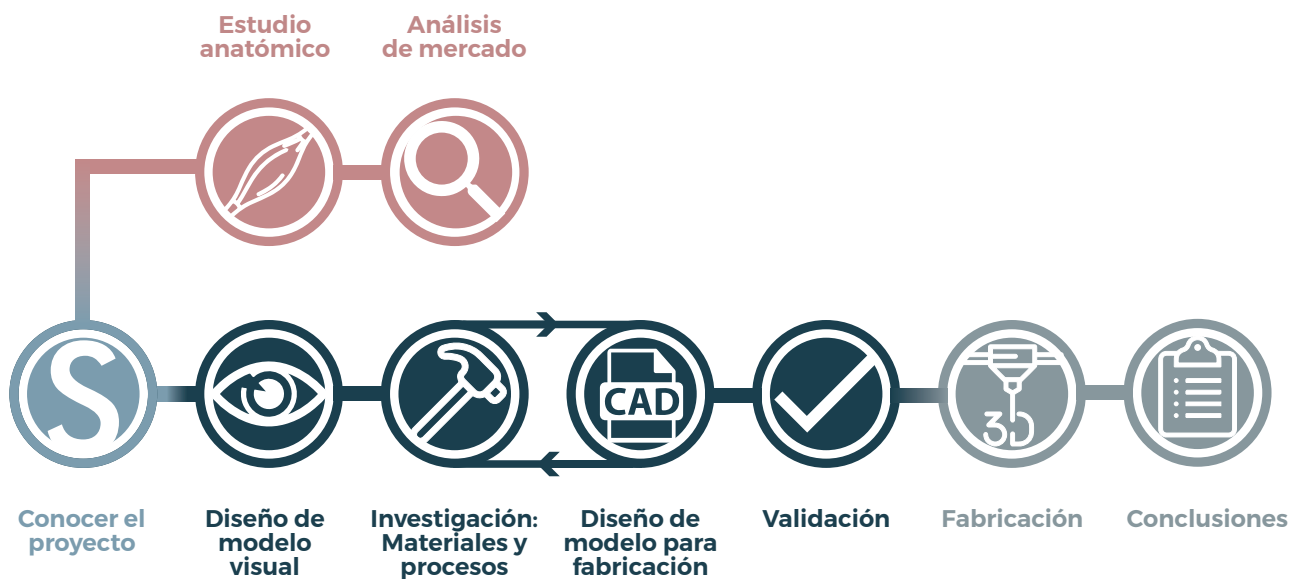 Estudio
anatómico
Análisis
de mercado
S
CAD
3D
Conocer el
proyecto
Diseño de
modelo
visual
Investigación:
Materiales y
procesos
Diseño de
modelo para
fabricación
Validación
Fabricación
Conclusiones